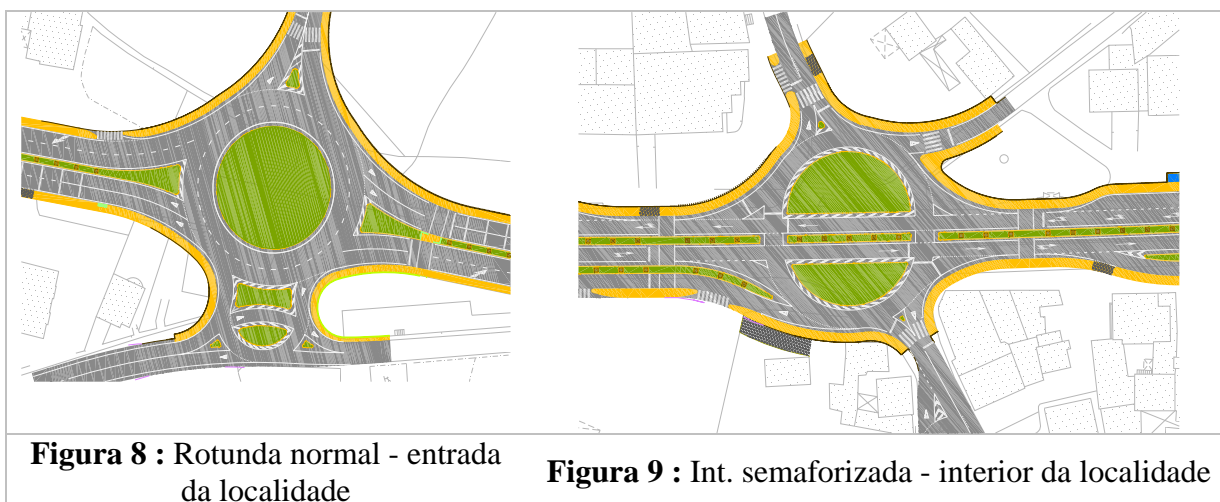 Figura 8 : Rotunda normal - entrada
da localidade
Figura 9 : Int. semaforizada - interior da localidade